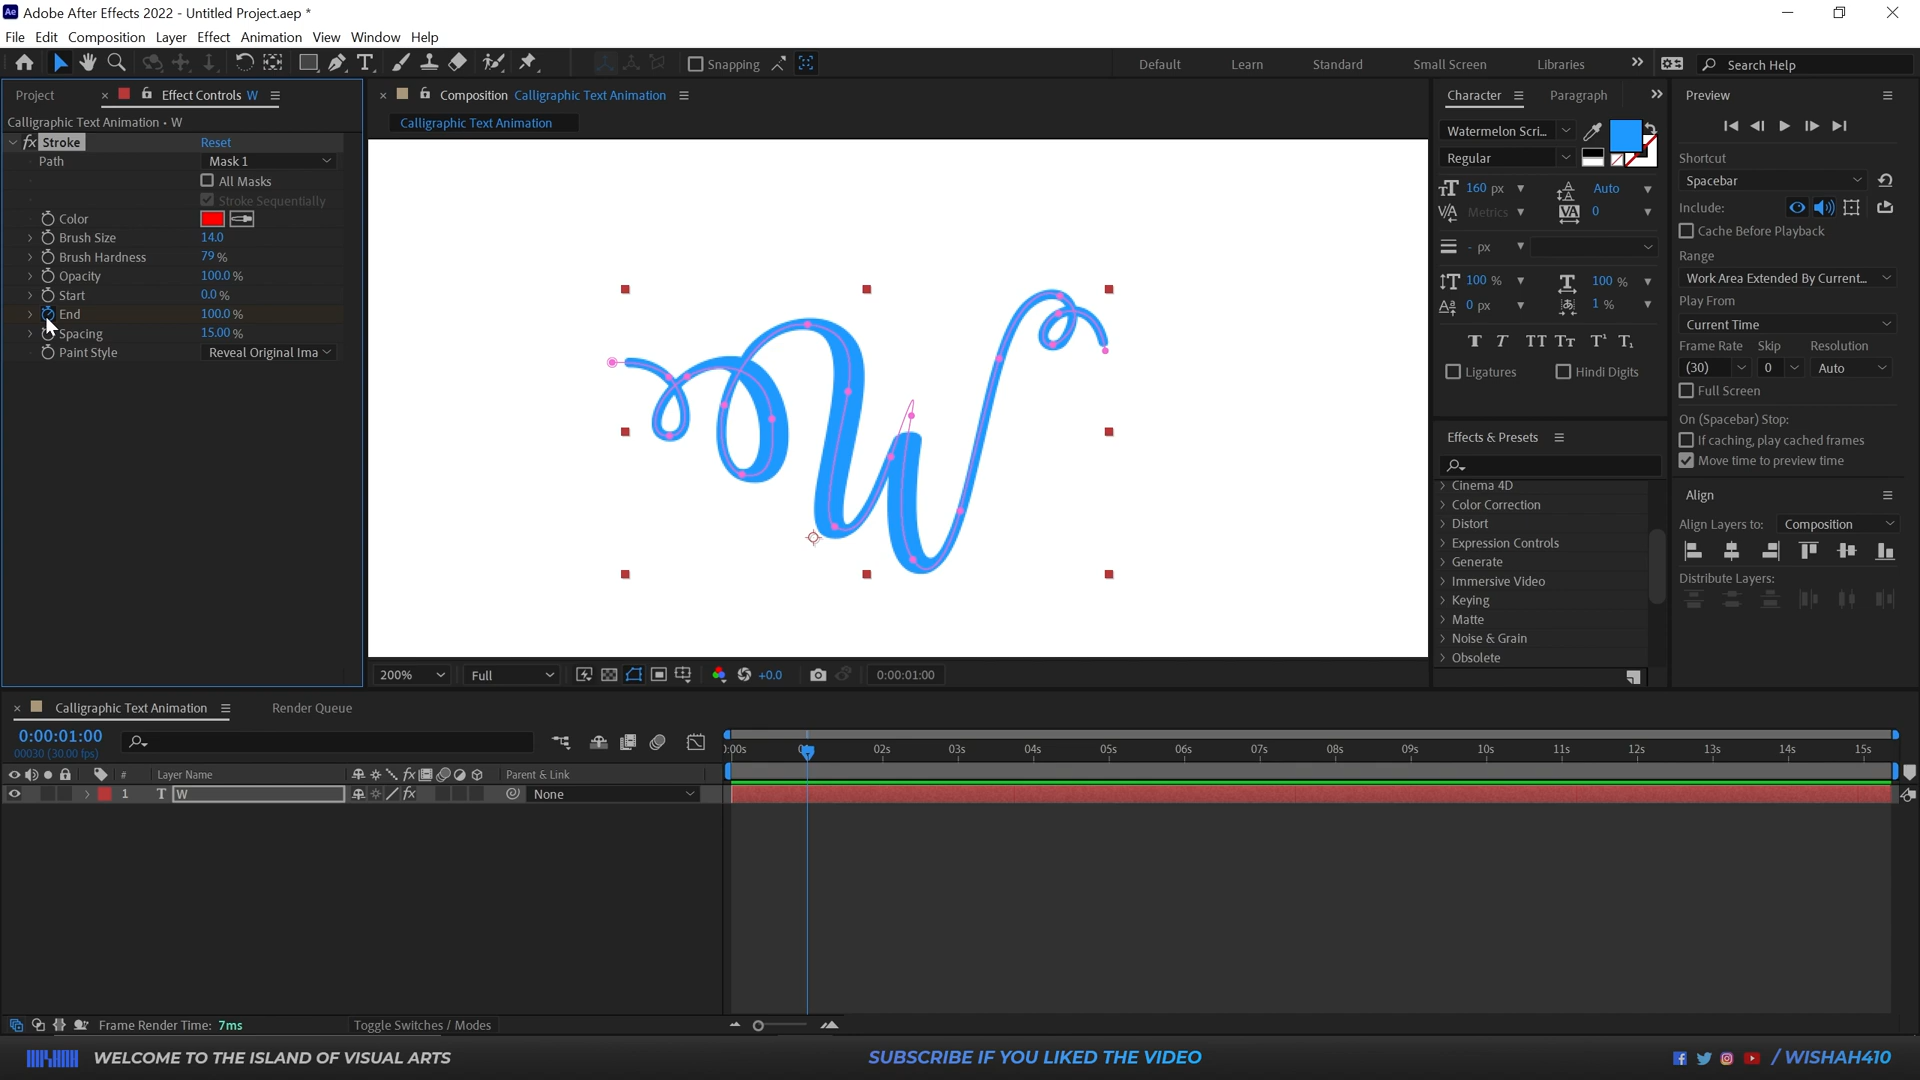 Ae Adobe After Effects 2022 - Untitled Project.aep *
File Edit Composition Layer Effect Animation View Window Help
Snapping Default Learn Standard Small Screen Libraries Search Help
Project Effect Controls W
Calligraphic Text Animation • W
fx Stroke Reset
Path Mask 1
All Masks
Stroke Sequentially
Color
Brush Size 14.0
Brush Hardness 79 %
Opacity 100.0 %
Start 0.0 %
End 100.0 %
Spacing 15.00 %
Paint Style Reveal Original Ima
Composition Calligraphic Text Animation
Calligraphic Text Animation
W
200% Full +0.0 0:00:01:00
Character Paragraph
Watermelon Scri...
Regular
160 px Auto
Metrics 0
- px
100 % 100 %
0 px 1 %
Ligatures Hindi Digits
Effects & Presets
Cinema 4D
Color Correction
Distort
Expression Controls
Generate
Immersive Video
Keying
Matte
Noise & Grain
Obsolete
Preview
Shortcut
Spacebar
Include:
Cache Before Playback
Range
Work Area Extended By Current...
Play From
Current Time
Frame Rate Skip Resolution
(30) 0 Auto
Full Screen
On (Spacebar) Stop:
If caching, play cached frames
Move time to preview time
Align
Align Layers to: Composition
Distribute Layers:
Calligraphic Text Animation Render Queue
0:00:01:00
00030 (30.00 fps)
):00s 02s 03s 04s 05s 06s 07s 08s 09s 10s 11s 12s 13s 14s 15s
# Layer Name fx Parent & Link
1 T W fx None
Frame Render Time: 7ms Toggle Switches / Modes
WELCOME TO THE ISLAND OF VISUAL ARTS SUBSCRIBE IF YOU LIKED THE VIDEO / WISHAH410